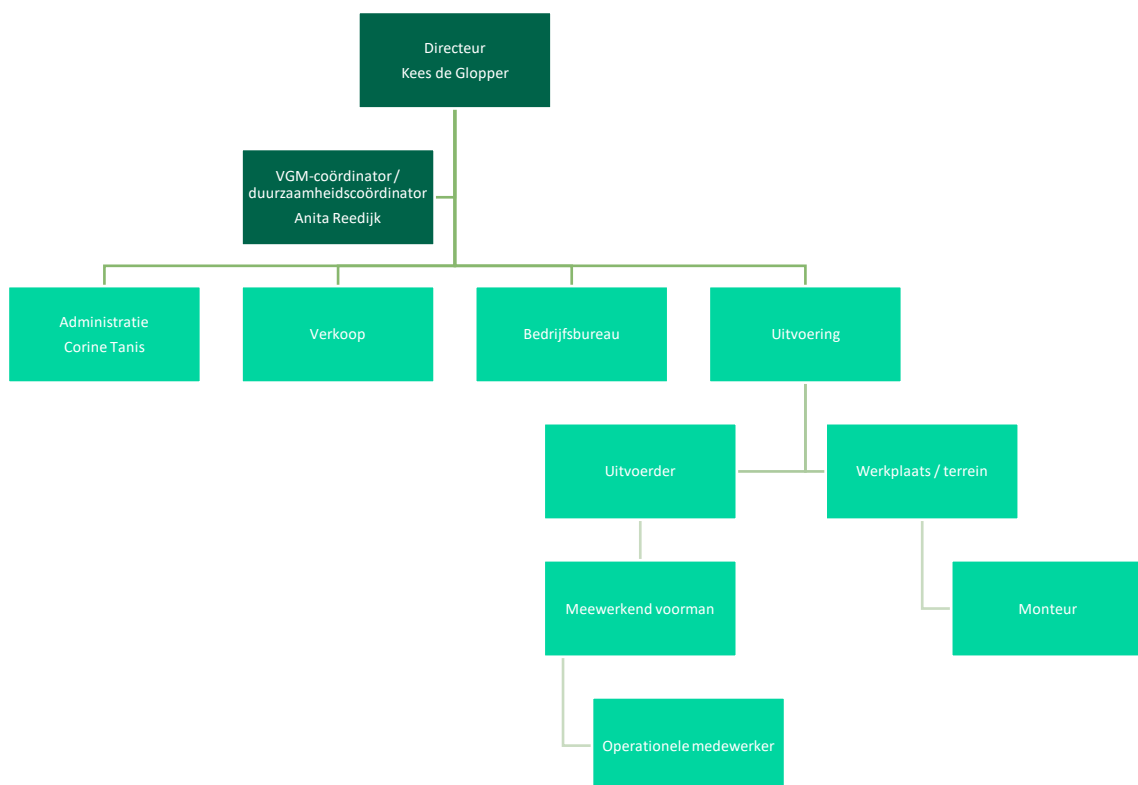 Directeur
Kees de Glopper
VGM-coördinator /
duurzaamheidscoördinator
Anita Reedijk
Administratie
Corine Tanis
Verkoop
Bedrijfsbureau
Uitvoering
Uitvoerder
Werkplaats / terrein
Meewerkend voorman
Monteur
Operationele medewerker